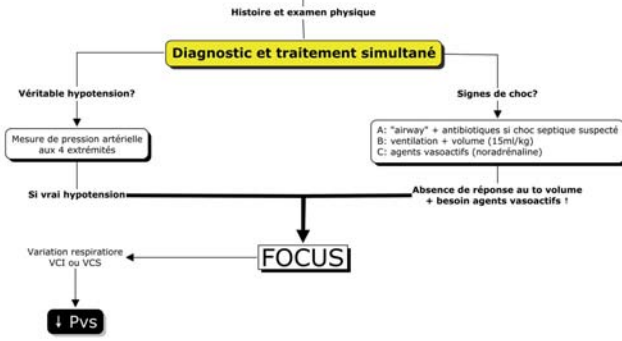 Histoire et examen physique
Diagnostic et traitement simultané
Véritable hypotension?
Signes de choc?
Mesure de pression artérielle
aux 4 extrémités
A: "airway" + antibiotiques si choc septique suspecté
B: ventilation + volume (15ml/kg)
C: agents vasoactifs (noradrénaline)
Si vrai hypotension
Absence de réponse au to volume
+ besoin agents vasoactifs ↑
FOCUS
Variation respiratiore
VCI ou VCS
↓ Pvs